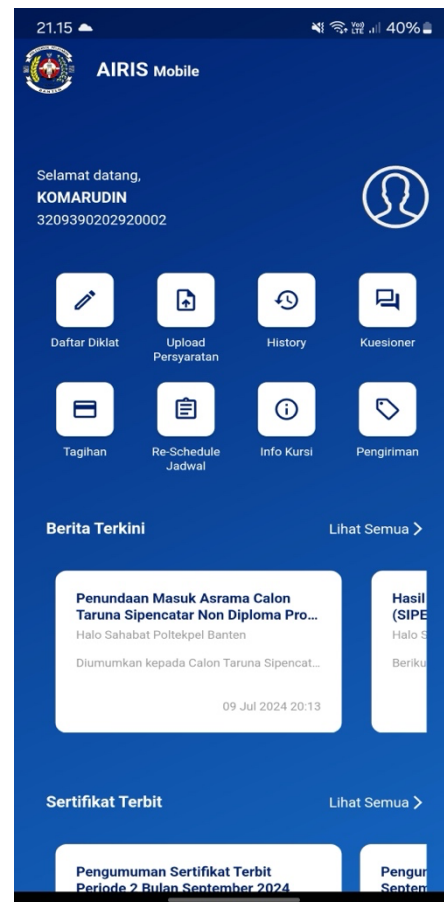 21.15
Vo)) LTE 40%
AIRIS Mobile
Selamat datang,
KOMARUDIN
3209390202920002
Daftar Diklat
Upload Persyaratan
History
Kuesioner
Tagihan
Re-Schedule Jadwal
Info Kursi
Pengiriman
Berita Terkini
Lihat Semua
Penundaan Masuk Asrama Calon
Taruna Sipencatar Non Diploma Pro...
Halo Sahabat Poltekpel Banten
Diumumkan kepada Calon Taruna Sipencat...
09 Jul 2024 20:13
Hasil
(SIPE
Halo S
Beriku
Sertifikat Terbit
Lihat Semua
Pengumuman Sertifikat Terbit
Periode 2 Bulan September 2024
Pengur
Septem